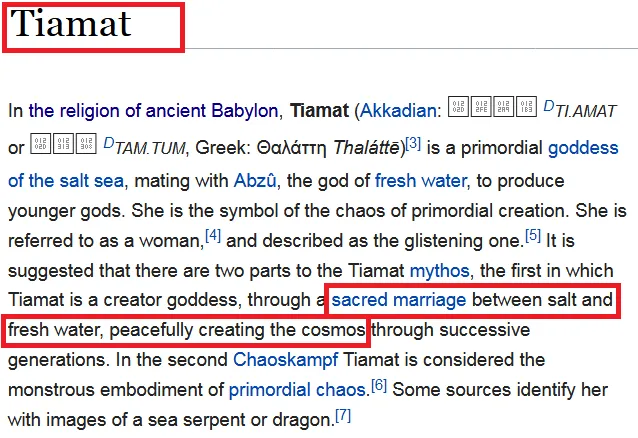 Tiamat
In the religion of ancient Babylon, Tiamat (Akkadian: DTI.AMAT
or DTAM.TUM, Greek: Θαλάττη Thaláttē)[3] is a primordial goddess
of the salt sea, mating with Abzû, the god of fresh water, to produce
younger gods. She is the symbol of the chaos of primordial creation. She is
referred to as a woman,[4] and described as the glistening one.[5] It is
suggested that there are two parts to the Tiamat mythos, the first in which
Tiamat is a creator goddess, through a sacred marriage between salt and
fresh water, peacefully creating the cosmos through successive
generations. In the second Chaoskampf Tiamat is considered the
monstrous embodiment of primordial chaos.[6] Some sources identify her
with images of a sea serpent or dragon.[7]